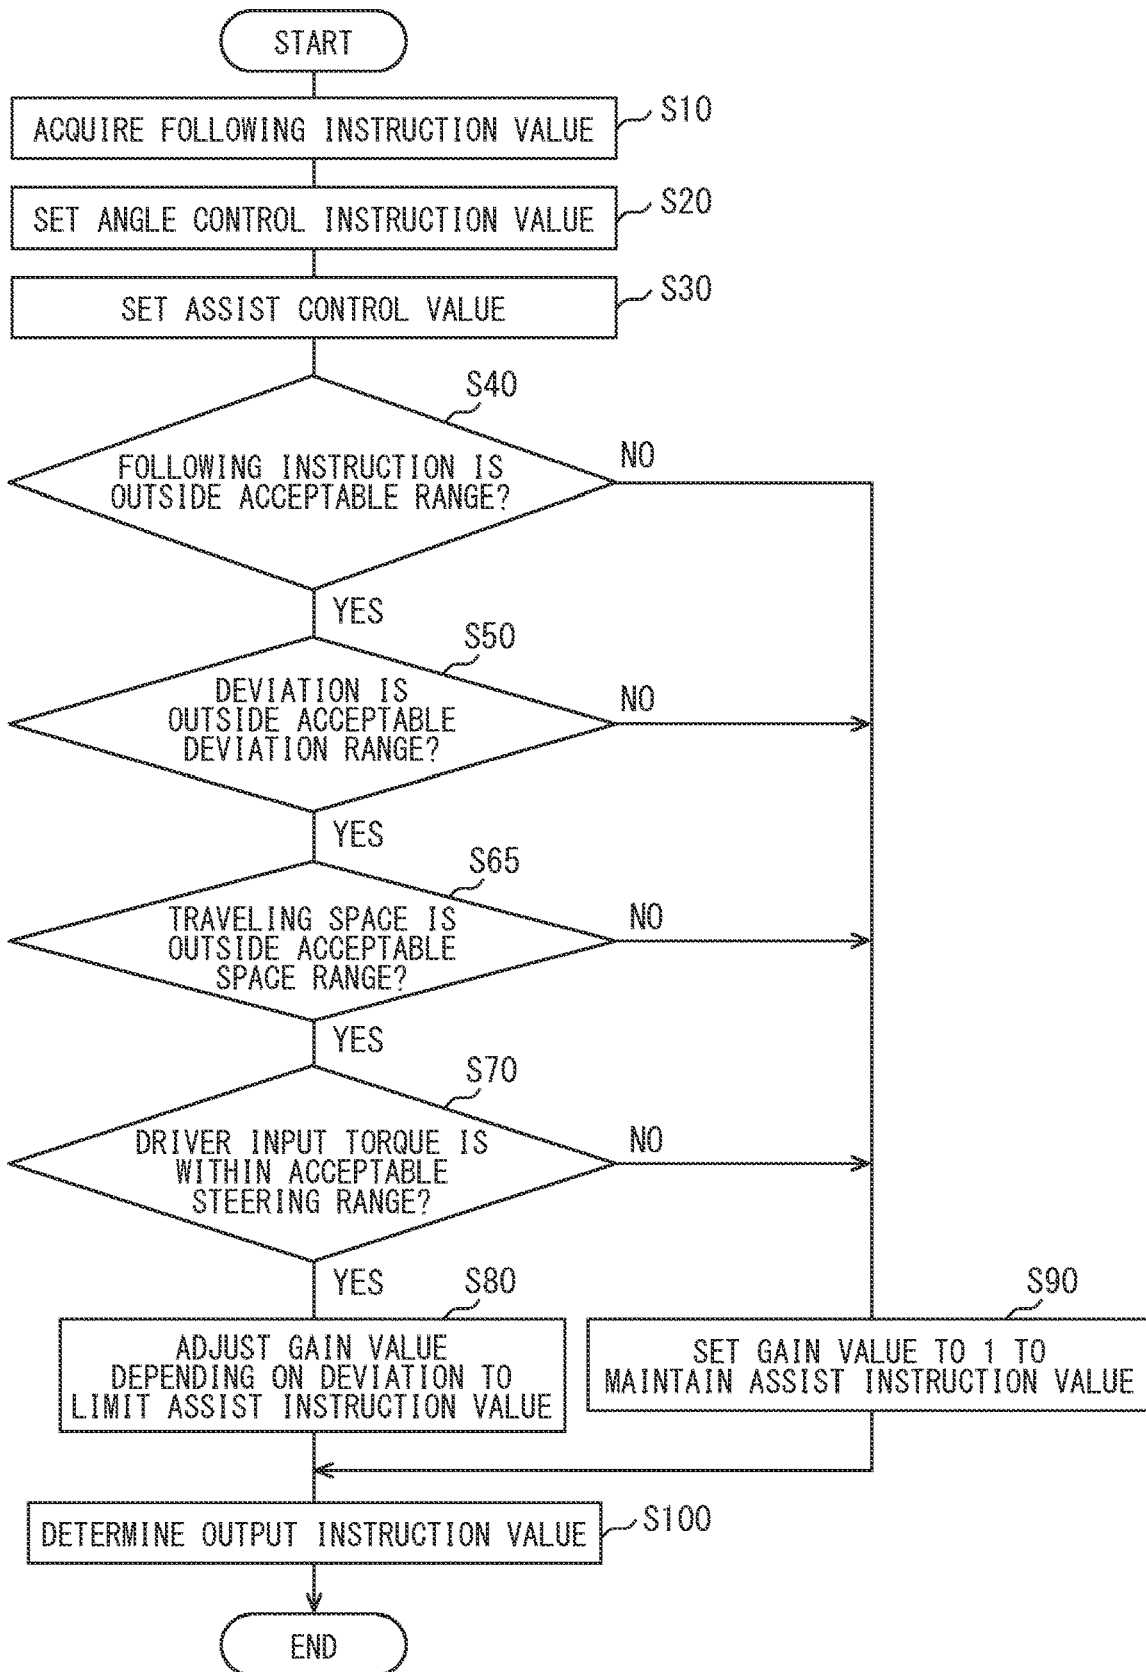 START
ACQUIRE FOLLOWING INSTRUCTION VALUE
S10
SET ANGLE CONTROL INSTRUCTION VALUE
S20
SET ASSIST CONTROL VALUE
S30
S40
FOLLOWING INSTRUCTION IS
OUTSIDE ACCEPTABLE RANGE?
NO
YES
S50
DEVIATION IS
OUTSIDE ACCEPTABLE
DEVIATION RANGE?
NO
YES
S65
TRAVELING SPACE IS
OUTSIDE ACCEPTABLE
SPACE RANGE?
NO
YES
S70
DRIVER INPUT TORQUE IS
WITHIN ACCEPTABLE
STEERING RANGE?
NO
YES
S80
ADJUST GAIN VALUE
DEPENDING ON DEVIATION TO
LIMIT ASSIST INSTRUCTION VALUE
S90
SET GAIN VALUE TO 1 TO
MAINTAIN ASSIST INSTRUCTION VALUE
DETERMINE OUTPUT INSTRUCTION VALUE
S100
END